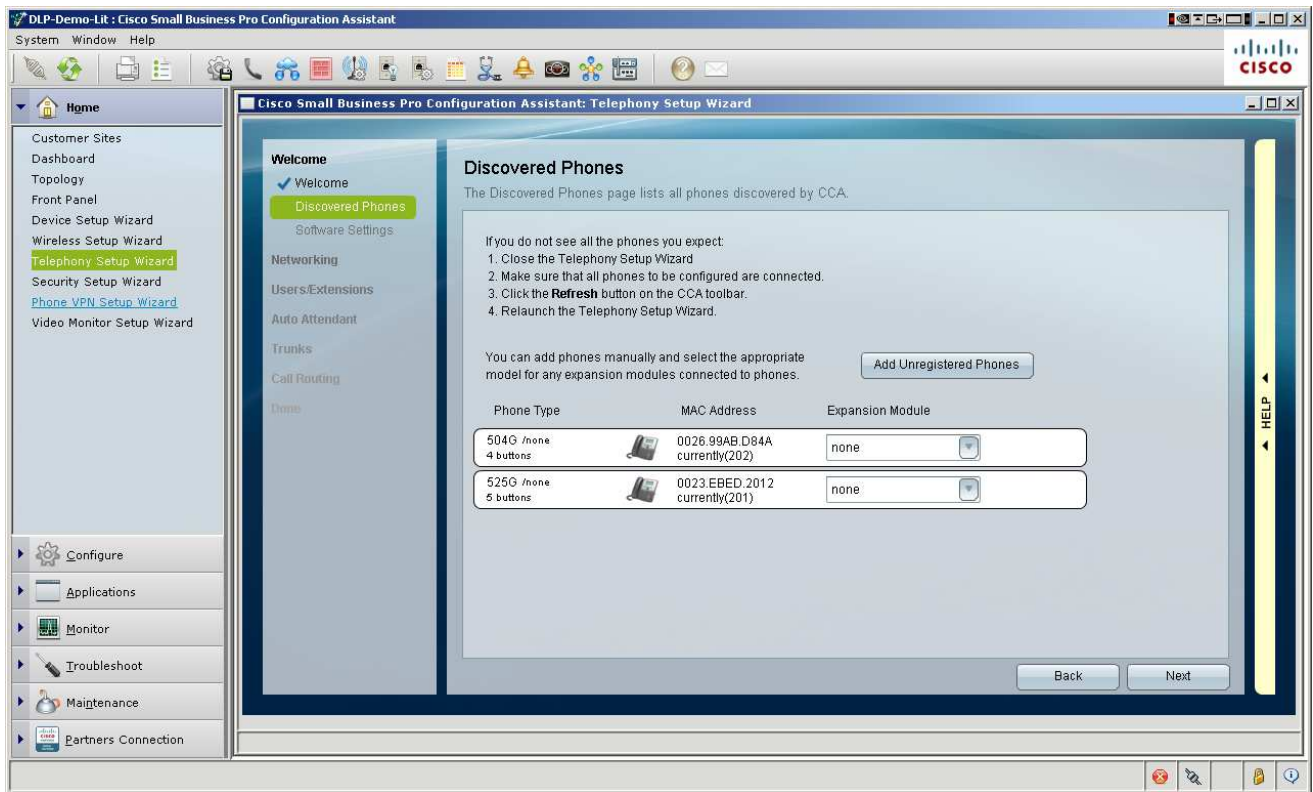 DLP-Demo-Lit : Cisco Small Business Pro Configuration Assistant
System Window Help
CISCO
Home
Customer Sites
Dashboard
Topology
Front Panel
Device Setup Wizard
Wireless Setup Wizard
Telephony Setup Wizard
Security Setup Wizard
Phone VPN Setup Wizard
Video Monitor Setup Wizard
Configure
Applications
Monitor
Troubleshoot
Maintenance
Partners Connection
Cisco Small Business Pro Configuration Assistant: Telephony Setup Wizard
Welcome
Welcome
Discovered Phones
Software Settings
Networking
Users/Extensions
Auto Attendant
Trunks
Call Routing
Done
Discovered Phones
The Discovered Phones page lists all phones discovered by CCA.
If you do not see all the phones you expect:
1. Close the Telephony Setup Wizard
2. Make sure that all phones to be configured are connected.
3. Click the Refresh button on the CCA toolbar.
4. Relaunch the Telephony Setup Wizard.
You can add phones manually and select the appropriate
model for any expansion modules connected to phones.
Add Unregistered Phones
Phone Type MAC Address Expansion Module
504G /none 0026.99AB.D84A none
4 buttons currently(202)
525G /none 0023.EBED.2012 none
5 buttons currently(201)
Back Next
HELP